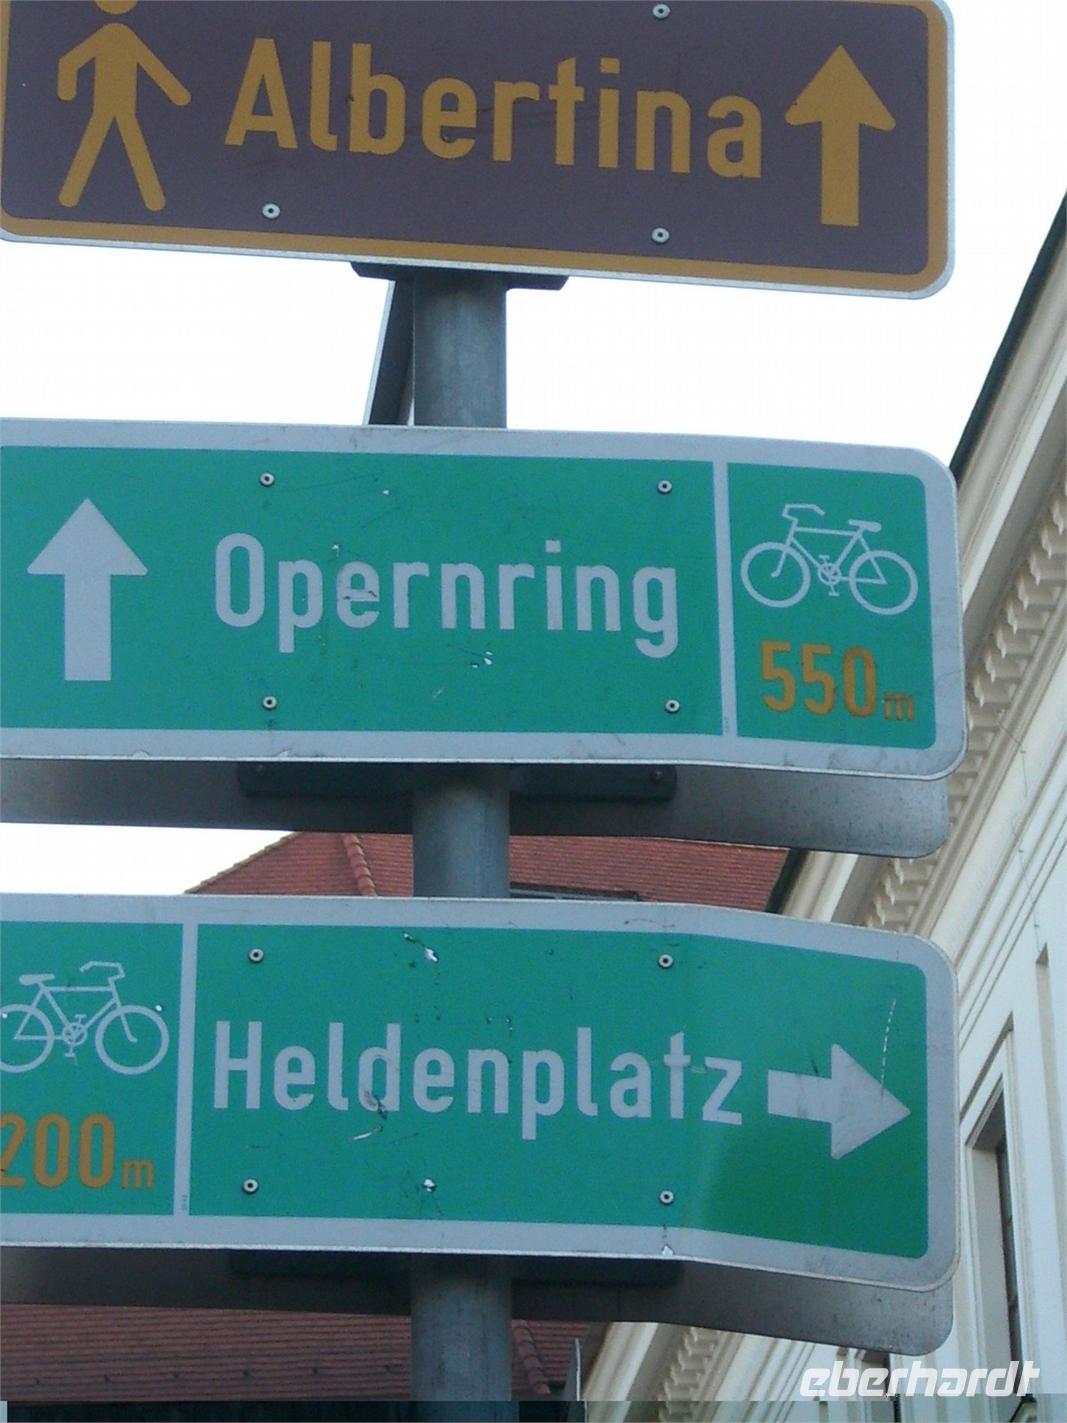 Albertina
Opernring
550m
Heldenplatz
200m
eberhardt